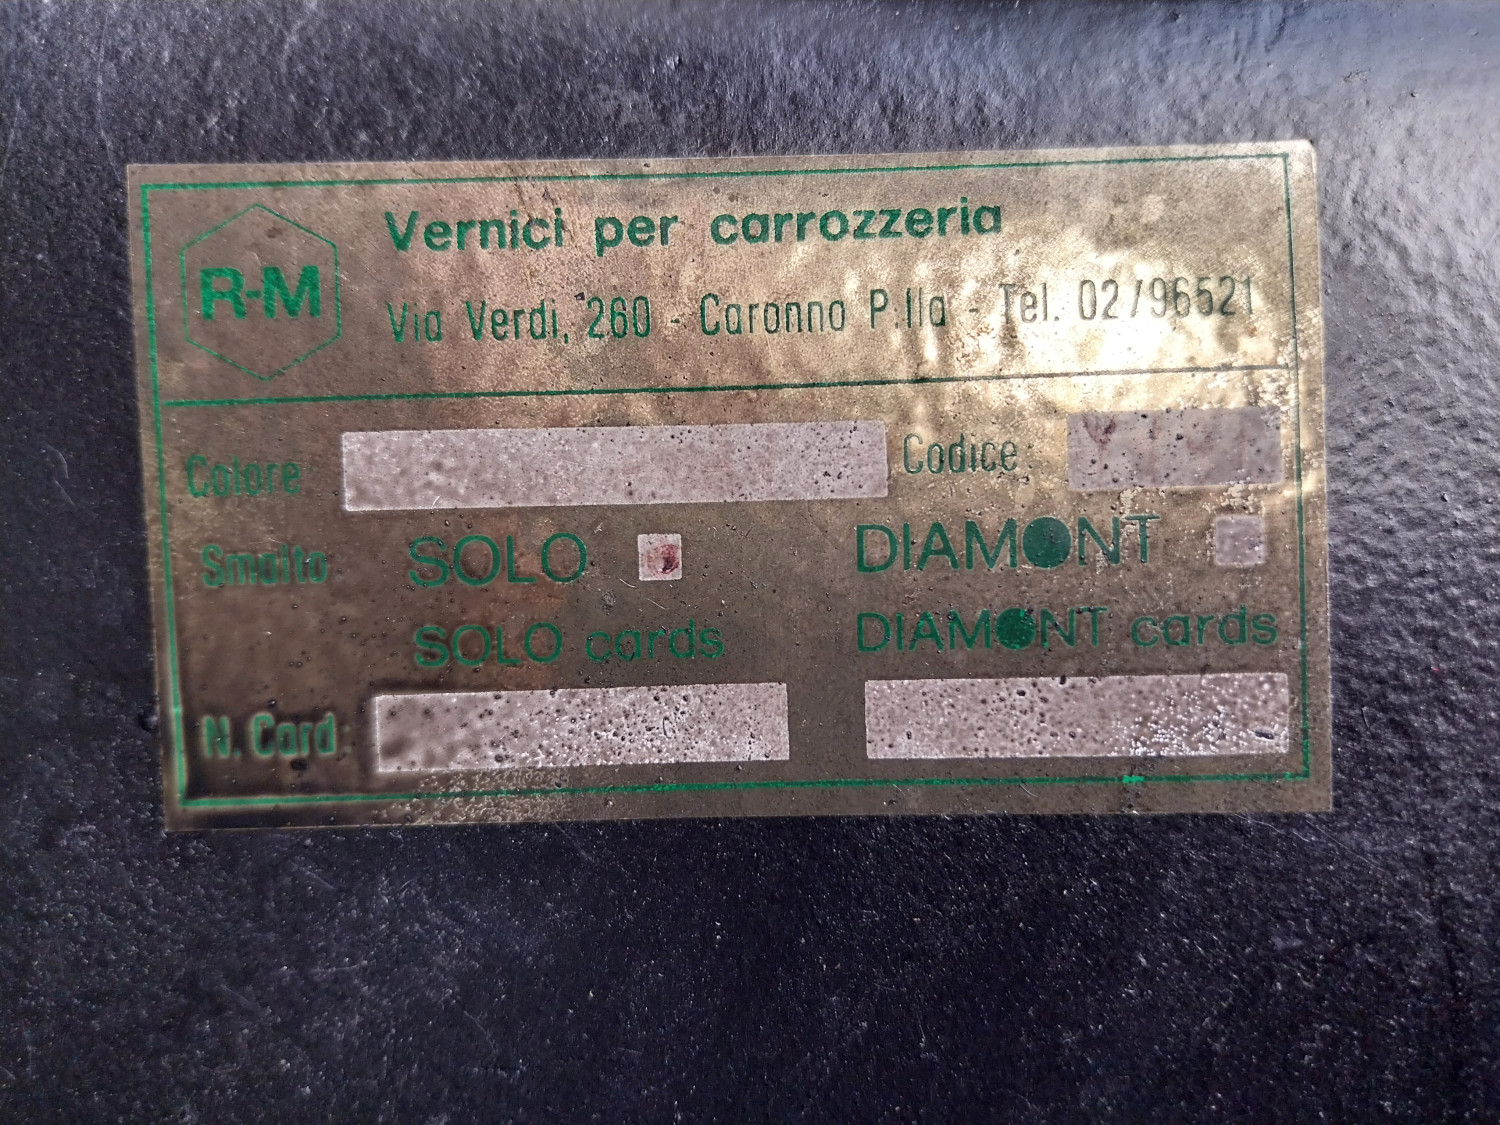 R-M
Vernici per carrozzeria
Via Verdi, 260 - Caronno P.lla - Tel. 02/96521
Colore
Codice:
Smalto
SOLO
DIAMONT
SOLO cards
DIAMONT cards
N. Card